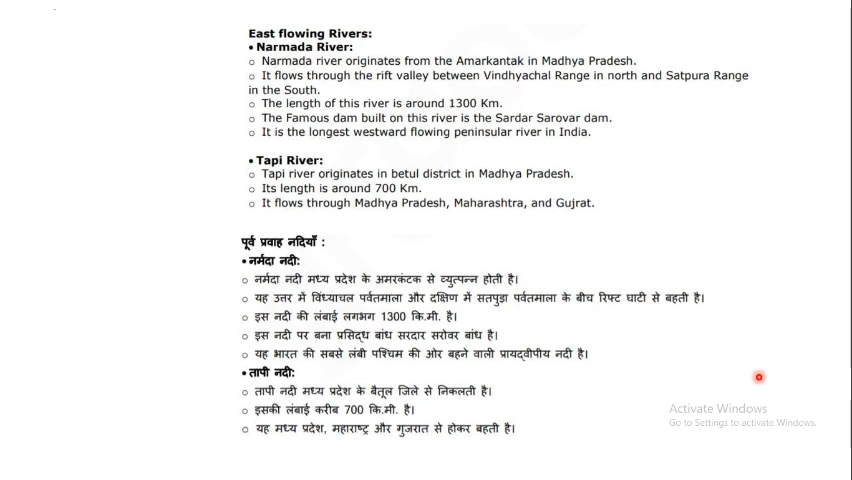 East flowing Rivers:
• Narmada River:
○ Narmada river originates from the Amarkantak in Madhya Pradesh.
○ It flows through the rift valley between Vindhyachal Range in north and Satpura Range
in the South.
○ The length of this river is around 1300 Km.
○ The Famous dam built on this river is the Sardar Sarovar dam.
○ It is the longest westward flowing peninsular river in India.
• Tapi River:
○ Tapi river originates in betul district in Madhya Pradesh.
○ Its length is around 700 Km.
○ It flows through Madhya Pradesh, Maharashtra, and Gujrat.
पूर्व प्रवाह नदियाँ :
• नर्मदा नदी:
○ नर्मदा नदी मध्य प्रदेश के अमरकंटक से व्युत्पन्न होती है।
○ यह उत्तर में विंध्याचल पर्वतमाला और दक्षिण में सतपुड़ा पर्वतमाला के बीच रिफ्ट घाटी से बहती है।
○ इस नदी की लंबाई लगभग 1300 कि.मी. है।
○ इस नदी पर बना प्रसिद्ध बांध सरदार सरोवर बांध है।
○ यह भारत की सबसे लंबी पश्चिम की ओर बहने वाली प्रायद्वीपीय नदी है।
• तापी नदी:
○ तापी नदी मध्य प्रदेश के बैतूल जिले से निकलती है।
○ इसकी लंबाई करीब 700 कि.मी. है।
○ यह मध्य प्रदेश, महाराष्ट्र और गुजरात से होकर बहती है।
Activate Windows
Go to Settings to activate Windows.